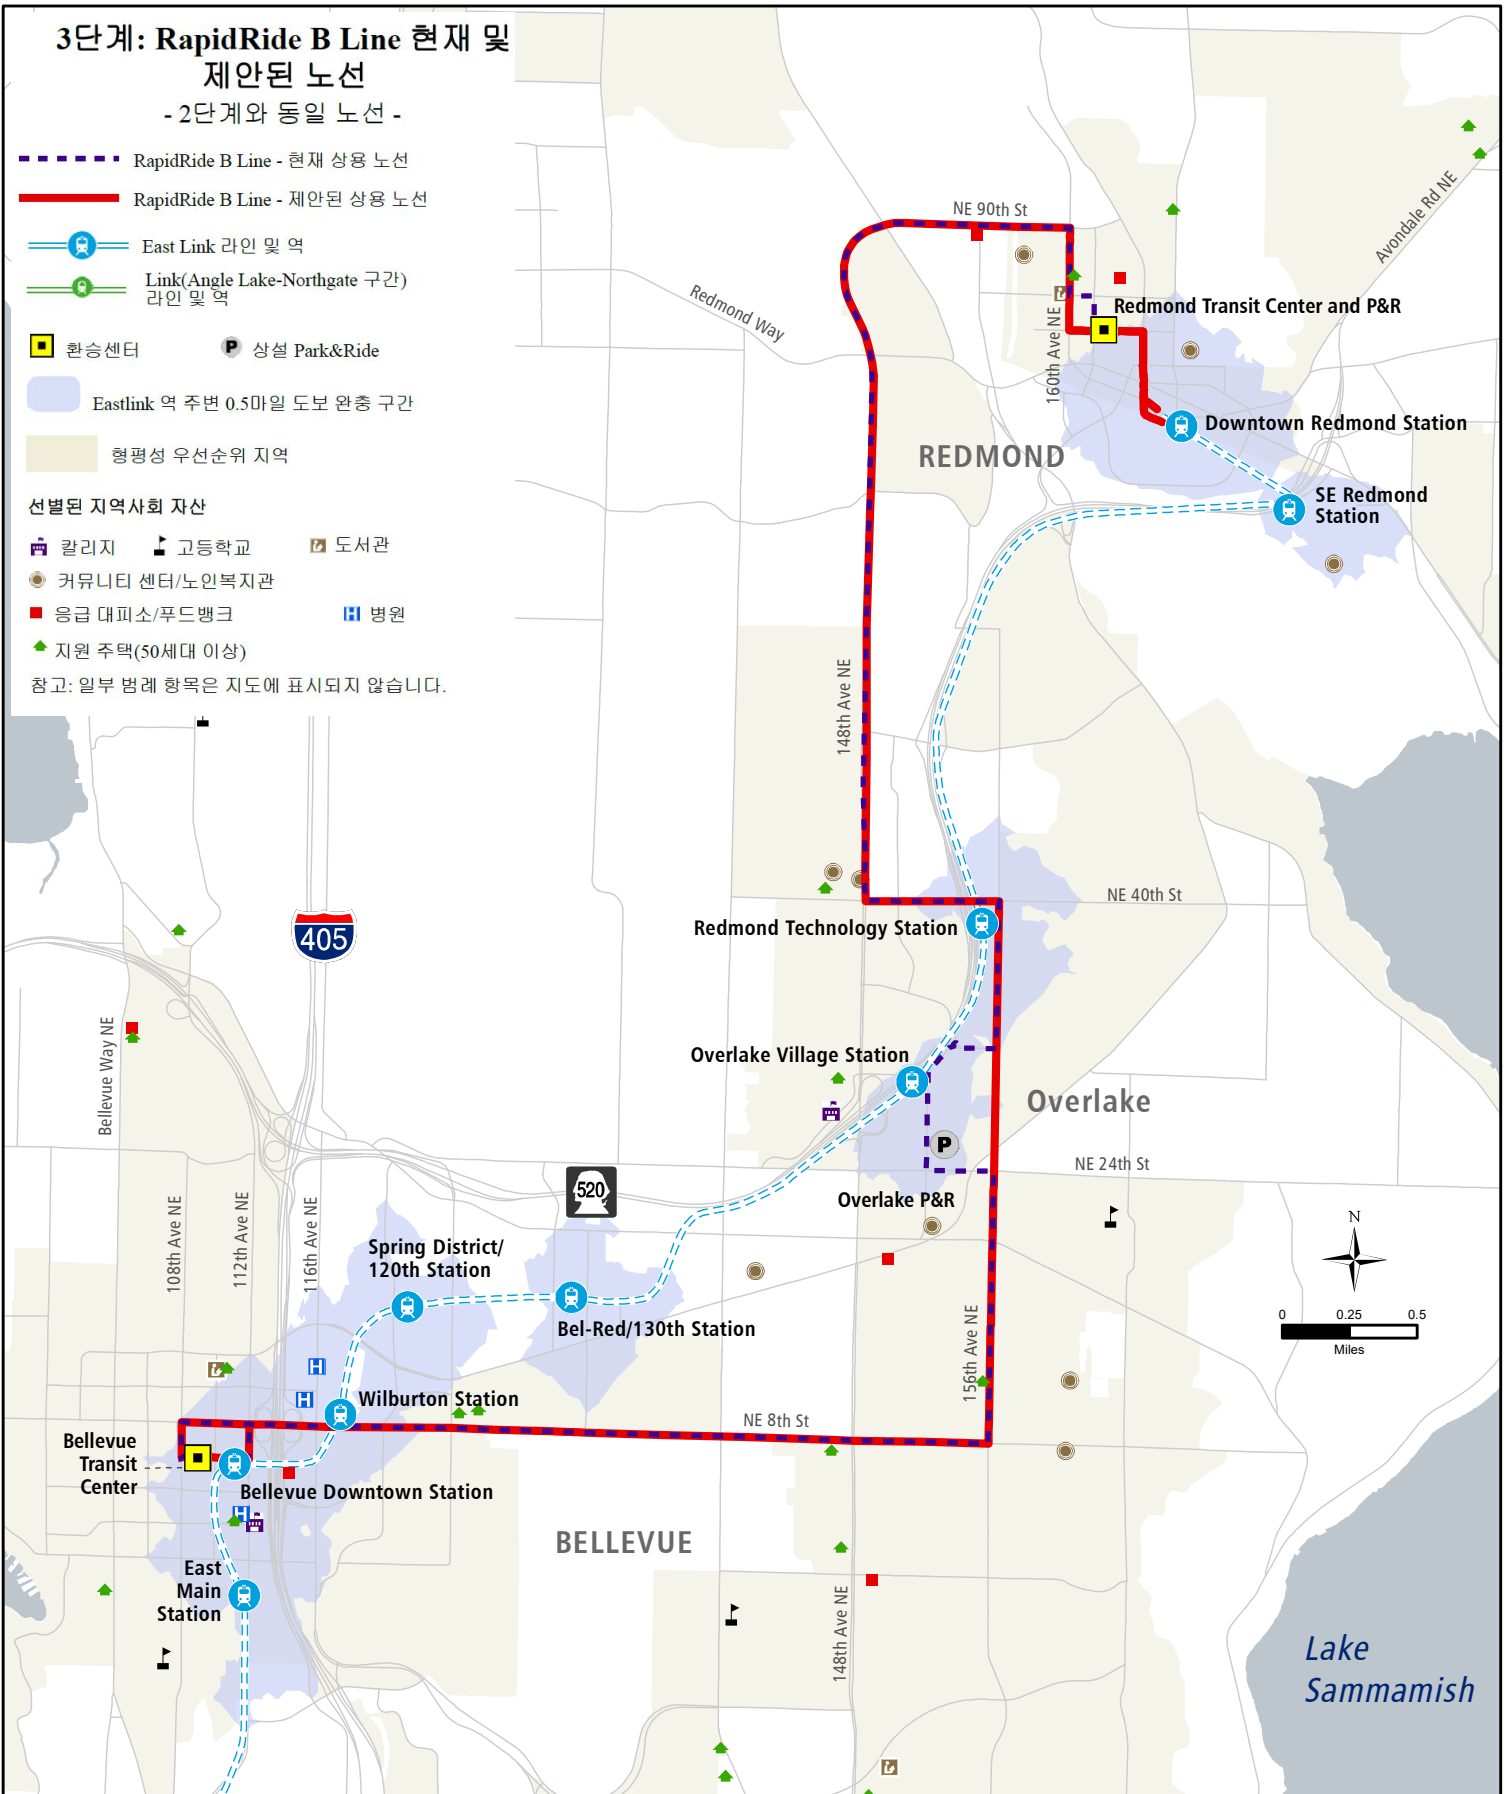 3단계: RapidRide B Line 현재 및
제안된 노선
- 2단계와 동일 노선 -
RapidRide B Line - 현재 상용 노선
RapidRide B Line - 제안된 상용 노선
East Link 라인 및 역
Link(Angle Lake-Northgate 구간)
라인 및 역
환승센터
P 상설 Park&Ride
Eastlink 역 주변 0.5마일 도보 완충 구간
형평성 우선순위 지역
선별된 지역사회 자산
칼리지
고등학교
도서관
커뮤니티 센터/노인복지관
응급 대피소/푸드뱅크
H 병원
지원 주택(50세대 이상)
참고: 일부 범례 항목은 지도에 표시되지 않습니다.
NE 90th St
Avondale Rd NE
Redmond Way
160th Ave NE
Redmond Transit Center and P&R
Downtown Redmond Station
REDMOND
SE Redmond
Station
148th Ave NE
NE 40th St
405
Redmond Technology Station
Bellevue Way NE
Overlake Village Station
Overlake
P
NE 24th St
520
Overlake P&R
108th Ave NE
112th Ave NE
116th Ave NE
N
Spring District/
120th Station
Bel-Red/130th Station
156th Ave NE
0 0.25 0.5
Miles
H
H
Wilburton Station
NE 8th St
Bellevue
Transit
Center
Bellevue Downtown Station
H
BELLEVUE
East
Main
Station
148th Ave NE
Lake
Sammamish